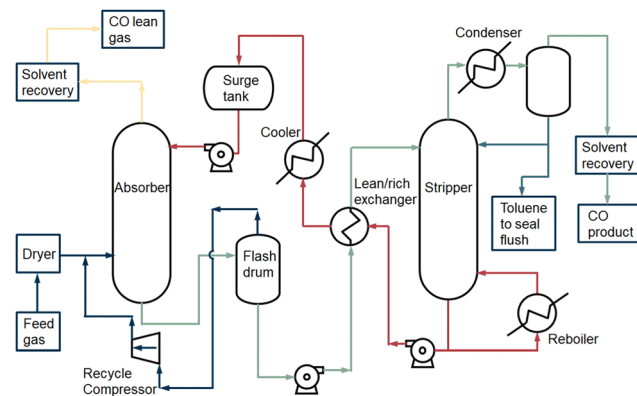 CO lean
gas
Solvent
recovery
Surge
tank
Condenser
Cooler
Absorber
Lean/rich
exchanger
Stripper
Solvent
recovery
Toluene
to seal
flush
CO
product
Dryer
Flash
drum
Feed
gas
Recycle
Compressor
Reboiler